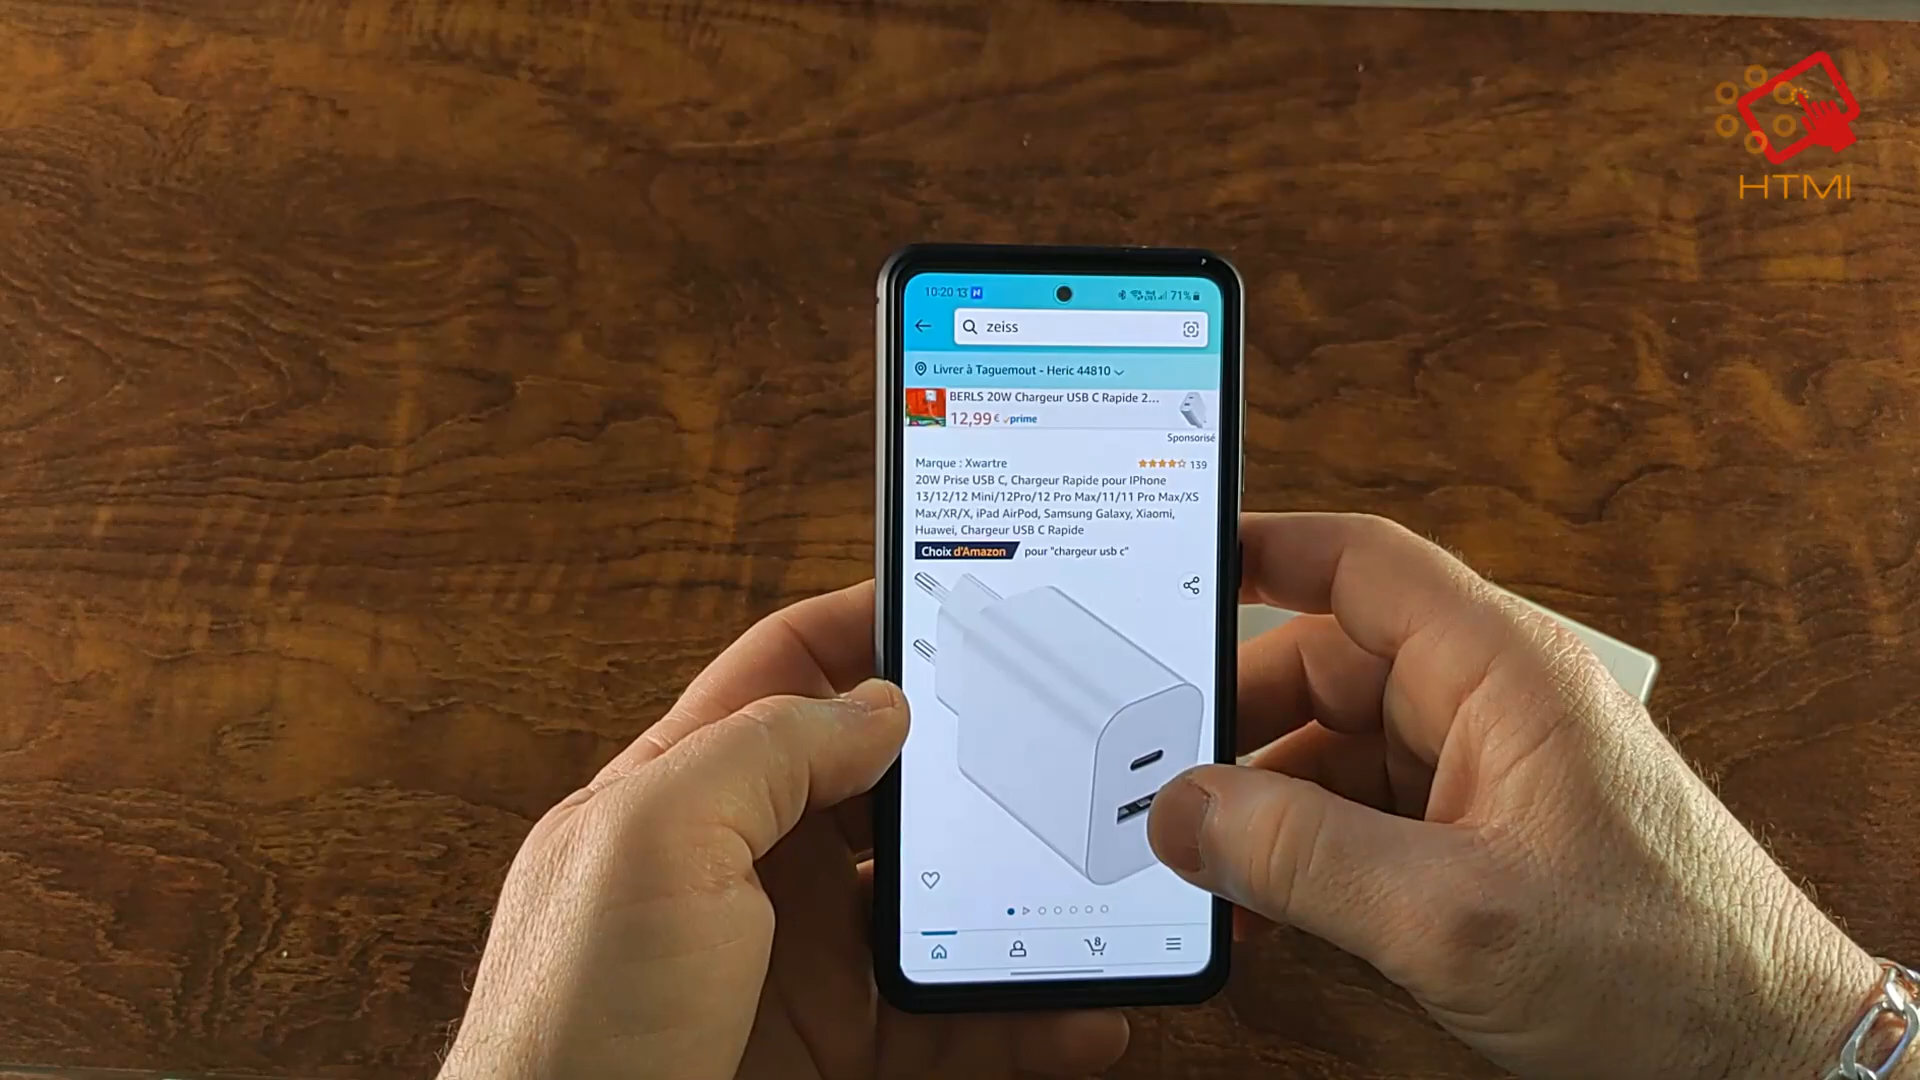 HTMI
10:20 13 N
71%
zeiss
Livrer à Taguemout - Heric 44810
BERLS 20W Chargeur USB C Rapide 2...
12,99€ prime
Sponsorisé
Marque : Xwartre
139
20W Prise USB C, Chargeur Rapide pour IPhone
13/12/12 Mini/12Pro/12 Pro Max/11/11 Pro Max/XS
Max/XR/X, iPad AirPod, Samsung Galaxy, Xiaomi,
Huawei, Chargeur USB C Rapide
Choix d'Amazon pour "chargeur usb c"
8